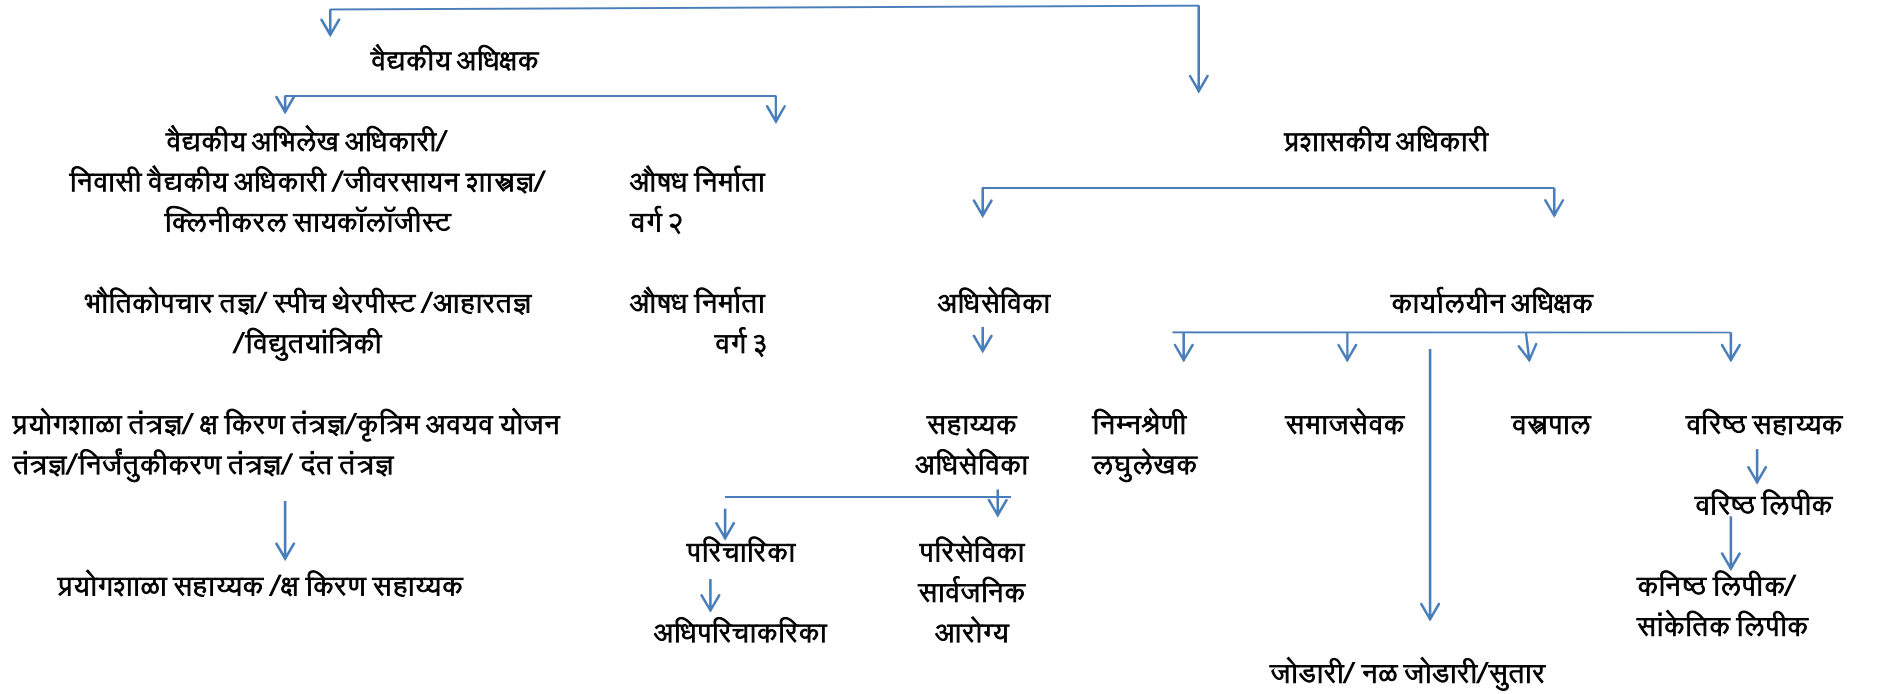 वैद्यकीय अधिक्षक
वैद्यकीय अभिलेख अधिकारी/
प्रशासकीय अधिकारी
निवासी वैद्यकीय अधिकारी /जीवरसायन शास्त्रज्ञ/
औषध निर्माता
क्लिनीकरल सायकॉलॉजीस्ट
वर्ग २
भौतिकोपचार तज्ञ/ स्पीच थेरपीस्ट /आहारतज्ञ
औषध निर्माता
अधिसेविका
कार्यालयीन अधिक्षक
/विद्युतयांत्रिकी
वर्ग ३
प्रयोगशाळा तंत्रज्ञ/ क्ष किरण तंत्रज्ञ/कृत्रिम अवयव योजन
सहाय्यक
निम्नश्रेणी
समाजसेवक
वस्त्रपाल
वरिष्ठ सहाय्यक
तंत्रज्ञ/निर्जंतुकीकरण तंत्रज्ञ/ दंत तंत्रज्ञ
अधिसेविका
लघुलेखक
वरिष्ठ लिपीक
परिचारिका
परिसेविका
प्रयोगशाळा सहाय्यक /क्ष किरण सहाय्यक
सार्वजनिक
कनिष्ठ लिपीक/
अधिपरिचाकरिका
आरोग्य
सांकेतिक लिपीक
जोडारी/ नळ जोडारी/सुतार